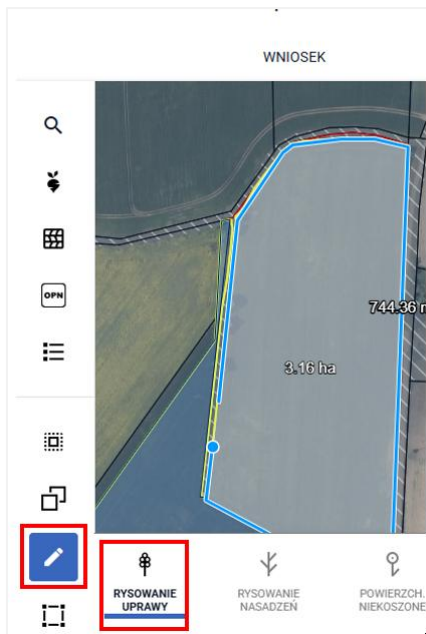 WNIOSEK
OPN
744.36 m
3.16 ha
RYSOWANIE
UPRAWY
RYSOWANIE
NASADZEŃ
POWIERZCH.
NIEKOSZONE